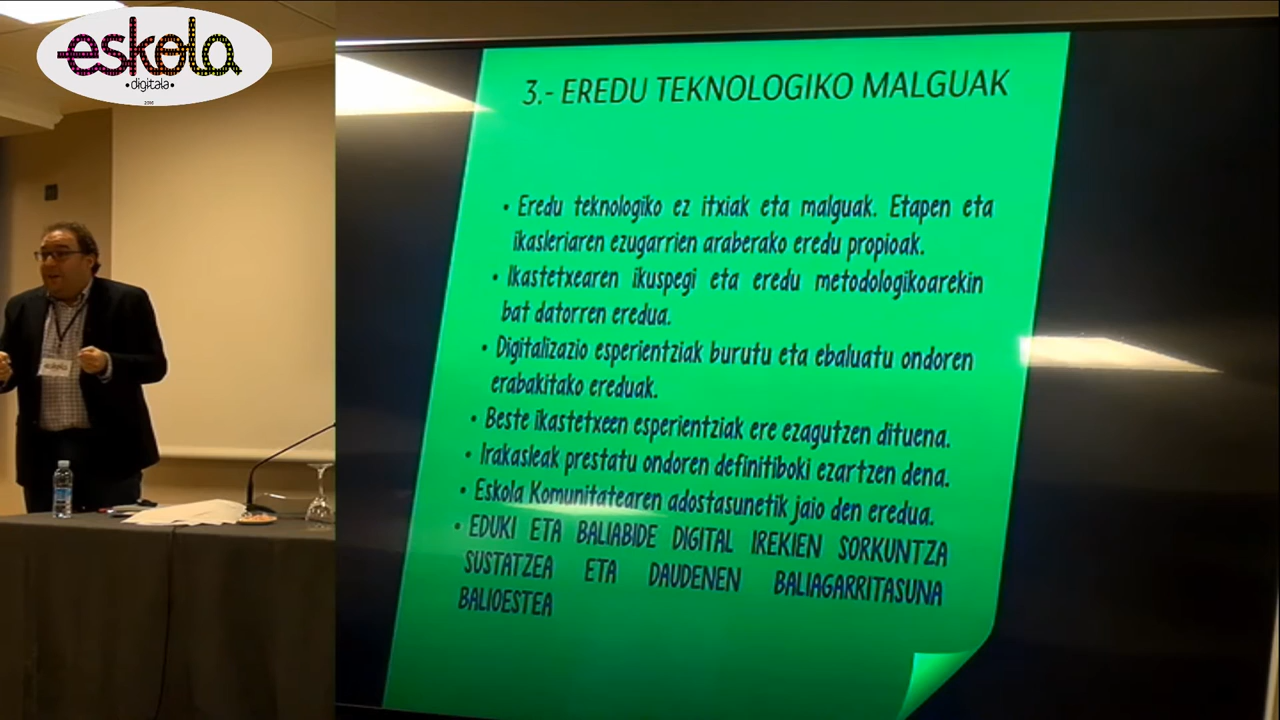 eskola
•digitala•
2016
3.- EREDU TEKNOLOGIKO MALGUAK
• Eredu teknologiko ez itxiak eta malguak. Etapen eta
ikasleriaren ezugarrien araberako eredu propioak.
• Ikastetxearen ikuspegi eta eredu metodologikoarekin
bat datorren eredua.
• Digitalizazio esperientziak burutu eta ebaluatu ondoren
erabakitako ereduak.
• Beste ikastetxeen esperientziak ere ezagutzen dituena.
• Irakasleak prestatu ondoren definitiboki ezartzen dena.
• Eskola Komunitatearen adostasunetik jaio den eredua.
• EDUKI ETA BALIABIDE DIGITAL IREKIEN SORKUNTZA
SUSTATZEA ETA DAUDENEN BALIAGARRITASUNA
BALIOESTEA